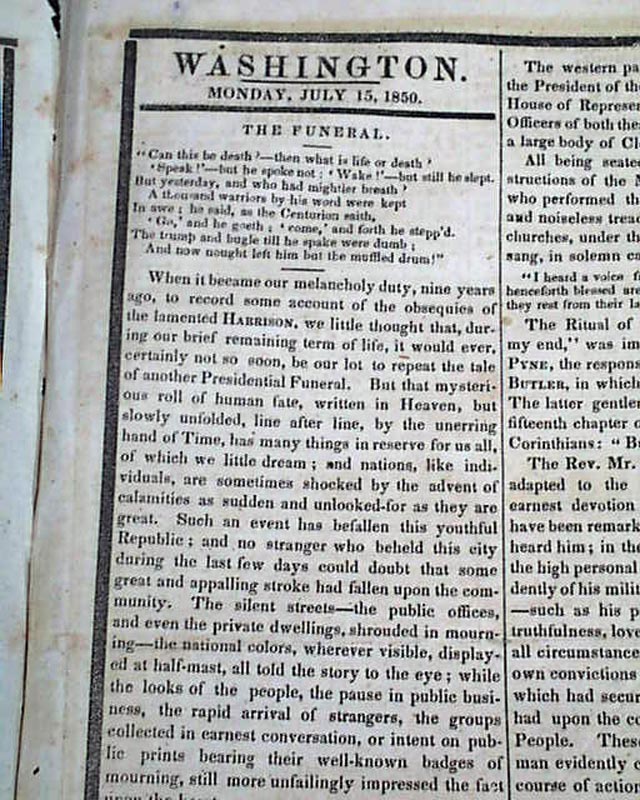 WASHINGTON.
MONDAY, JULY 15, 1850.
THE FUNERAL.
"Can this be death?—then what is life or death?
'Speak!'—but he spoke not: 'Wake!'—but still he slept.
But yesterday, and who had mightier breath?
A thousand warriors by his word were kept
In awe; he said, as the Centurion saith,
'Go,' and he goeth; 'come,' and forth he stepp'd.
The trump and bugle till he spake were dumb;
And now nought left him but the muffled drum!"
When it became our melancholy duty, nine years
ago, to record some account of the obsequies of
the lamented HARRISON, we little thought that, dur-
ing our brief remaining term of life, it would ever,
certainly not so soon, be our lot to repeat the tale
of another Presidential Funeral. But that mysteri-
ous roll of human fate, written in Heaven, but
slowly unfolded, line after line, by the unerring
hand of Time, has many things in reserve for us all,
of which we little dream; and nations, like indi-
viduals, are sometimes shocked by the advent of
calamities as sudden and unlooked-for as they are
great. Such an event has befallen this youthful
Republic; and no stranger who beheld this city
during the last few days could doubt that some
great and appalling stroke had fallen upon the com-
munity. The silent streets—the public offices,
and even the private dwellings, shrouded in mourn-
ing—the national colors, wherever visible, display-
ed at half-mast, all told the story to the eye; while
the looks of the people, the pause in public busi-
ness, the rapid arrival of strangers, the groups
collected in earnest conversation, or intent on pub-
lic prints bearing their well-known badges of
mourning, still more unfailingly impressed the fact
The western pa
the President of the
House of Represen
Officers of both the
a large body of Cl
All being seated
structions of the M
who performed th
and noiseless trea
churches, under th
sang, in solemn ca
"I heard a voice f
henceforth blessed are
they rest from their la
The Ritual of
my end," was im
PYNE, the respons
BUTLER, in which
The latter gentle
fifteenth chapter o
Corinthians: "B
The Rev. Mr.
adapted to the
earnest devotion
have been remark
heard him; in the
the high personal
dently of his mili
—such as his p
truthfulness, love
all circumstance
own convictions
which had secur
had upon the co
People. These
man evidently c
course of action